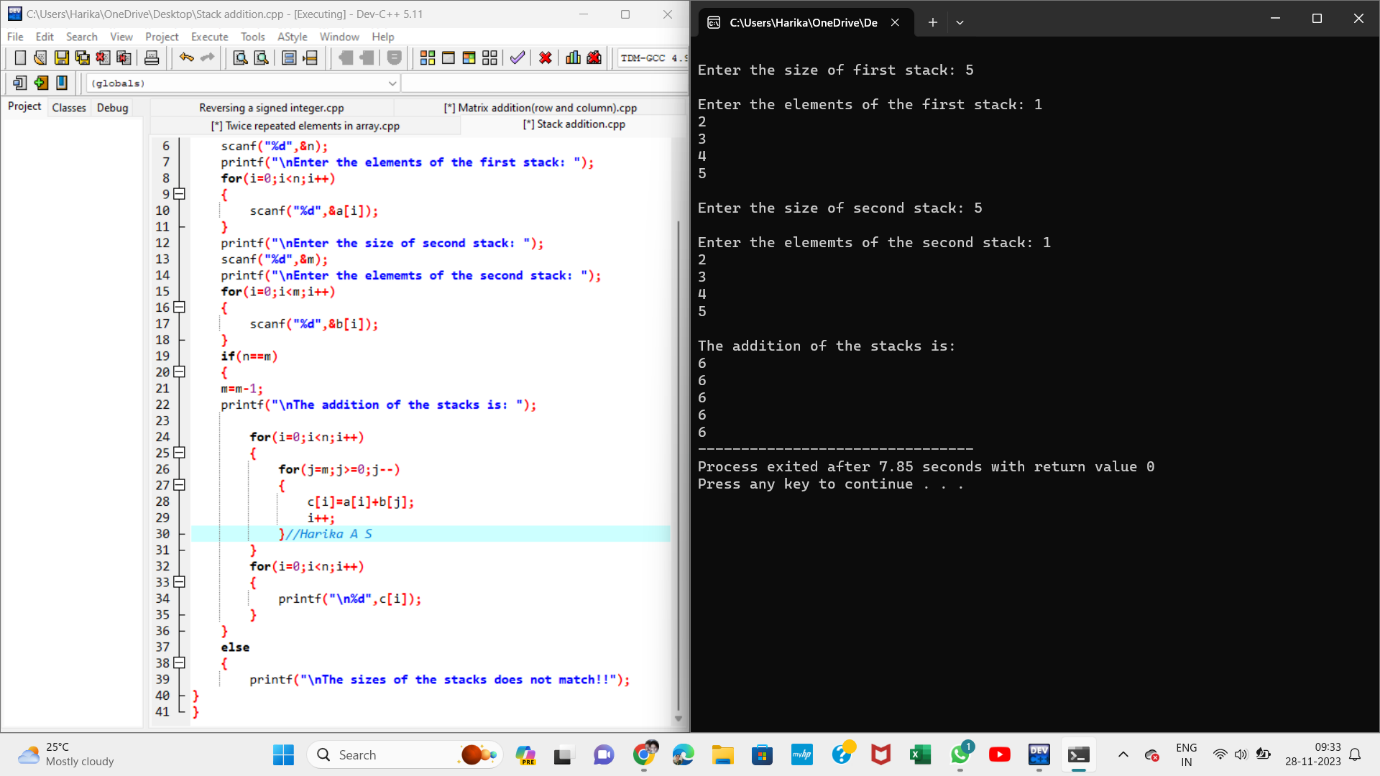 C:\Users\Harika\OneDrive\Desktop\Stack addition.cpp - [Executing] - Dev-C++ 5.11
File Edit Search View Project Execute Tools AStyle Window Help
TDM-GCC 4.9
(globals)
Project Classes Debug
Reversing a signed integer.cpp
[*] Matrix addition(row and column).cpp
[*] Twice repeated elements in array.cpp
[*] Stack addition.cpp
6 scanf("%d",&n);
7 printf("\nEnter the elements of the first stack: ");
8 for(i=0;i<n;i++)
9 {
10 scanf("%d",&a[i]);
11 }
12 printf("\nEnter the size of second stack: ");
13 scanf("%d",&m);
14 printf("\nEnter the elememts of the second stack: ");
15 for(i=0;i<m;i++)
16 {
17 scanf("%d",&b[i]);
18 }
19 if(n==m)
20 {
21 m=m-1;
22 printf("\nThe addition of the stacks is: ");
23
24 for(i=0;i<n;i++)
25 {
26 for(j=m;j>=0;j--)
27 {
28 c[i]=a[i]+b[j];
29 i++;
30 }//Harika A S
31 }
32 for(i=0;i<n;i++)
33 {
34 printf("\n%d",c[i]);
35 }
36 }
37 else
38 {
39 printf("\nThe sizes of the stacks does not match!!");
40 }
41 }
C:\Users\Harika\OneDrive\De
Enter the size of first stack: 5
Enter the elements of the first stack: 1
2
3
4
5
Enter the size of second stack: 5
Enter the elememts of the second stack: 1
2
3
4
5
The addition of the stacks is:
6
6
6
6
6
--------------------------------
Process exited after 7.85 seconds with return value 0
Press any key to continue . . .
25°C
Mostly cloudy
Search
PRE
myhp
1
DEV
ENG
IN
09:33
28-11-2023